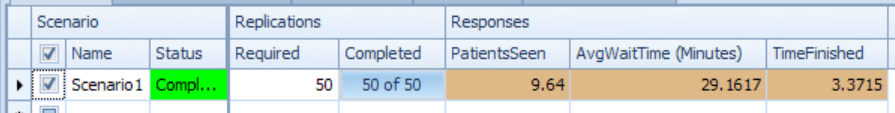 Scenario Replications Responses
Name Status Required Completed PatientsSeen AvgWaitTime (Minutes) TimeFinished
Scenario1 Compl... 50 50 of 50 9.64 29.1617 3.3715